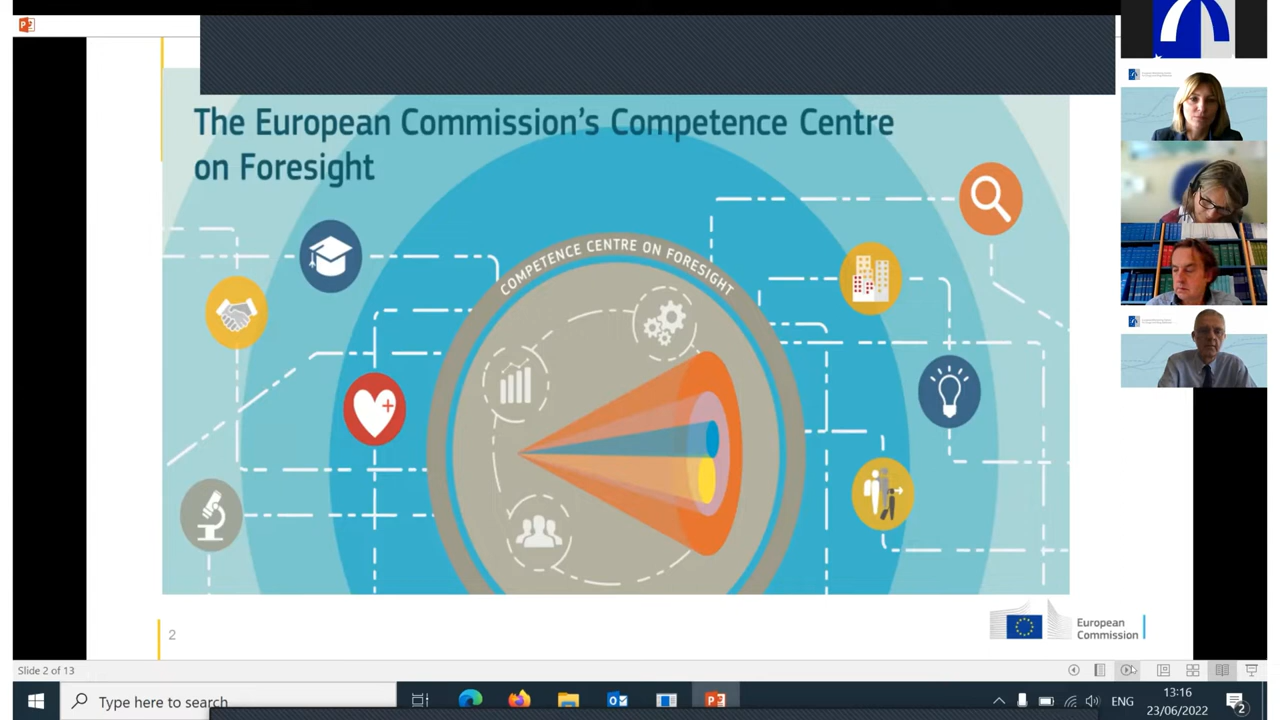 The European Commission's Competence Centre
on Foresight
COMPETENCE CENTRE ON FORESIGHT
2
European
Commission
Slide 2 of 13
Type here to search
ENG
13:16
23/06/2022
2